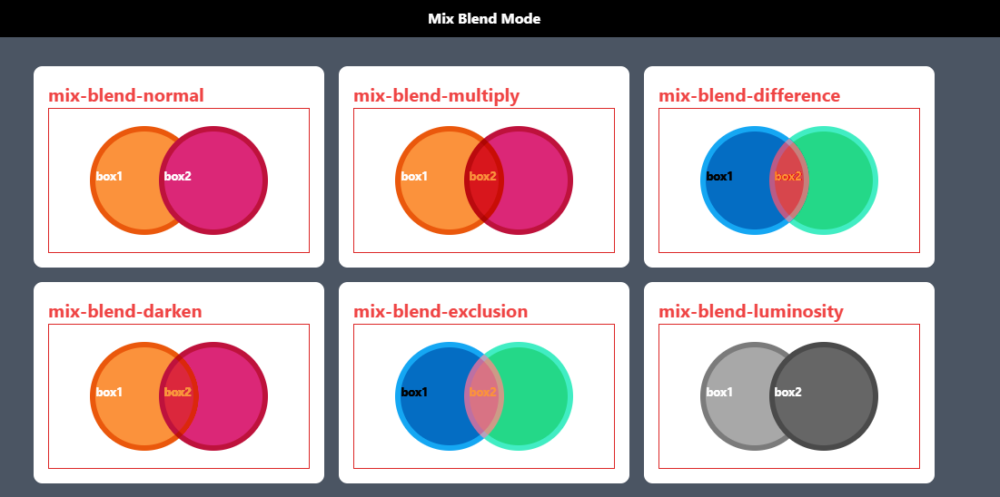 Mix Blend Mode
mix-blend-normal
box1
box2
mix-blend-multiply
box1
box2
mix-blend-difference
box1
box2
mix-blend-darken
box1
box2
mix-blend-exclusion
box1
box2
mix-blend-luminosity
box1
box2